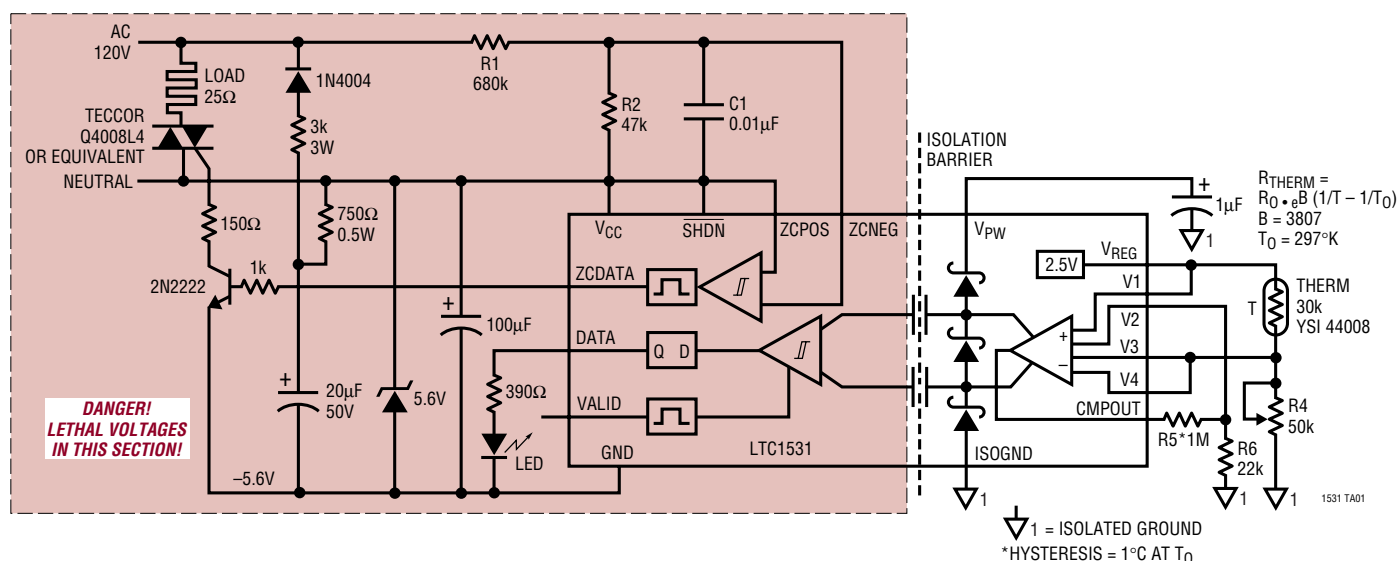 AC
120V
LOAD
25Ω
TECCOR
Q4008L4
OR EQUIVALENT
NEUTRAL
1N4004
3k
3W
R1
680k
R2
47k
C1
0.01µF
ISOLATION
BARRIER
150Ω
750Ω
0.5W
2N2222
1k
+
20µF
50V
5.6V
+
100µF
390Ω
LED
–5.6V
DANGER!
LETHAL VOLTAGES
IN THIS SECTION!
VCC
SHDN
ZCPOS
ZCNEG
ZCDATA
DATA
Q D
VALID
GND
LTC1531
VPW
2.5V
VREG
V1
V2
V3
V4
+
–
CMPOUT
ISOGND
+
1µF
1
RTHERM =
R0 • eB (1/T – 1/T0)
B = 3807
T0 = 297°K
T
THERM
30k
YSI 44008
R4
50k
R5*1M
R6
22k
1
1
1
1531 TA01
1 = ISOLATED GROUND
*HYSTERESIS = 1°C AT T0